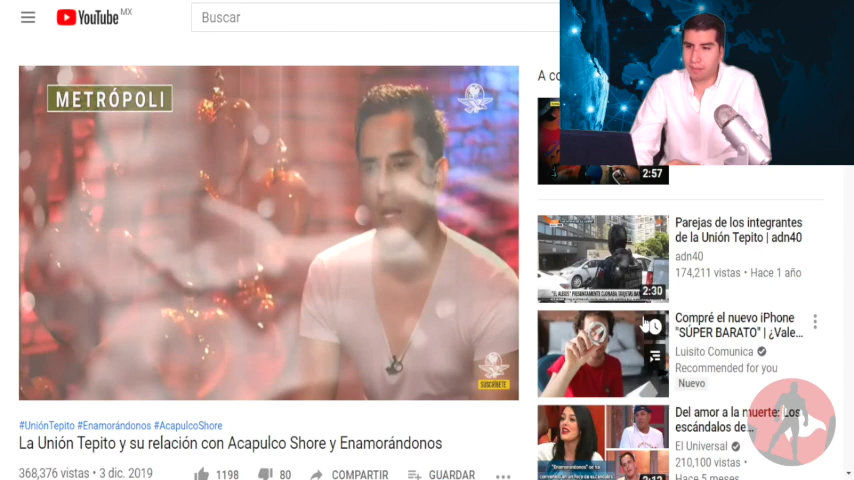 YouTube MX
Buscar
METRÓPOLI
SUSCRÍBETE
#UniónTepito #Enamorándonos #AcapulcoShore
La Unión Tepito y su relación con Acapulco Shore y Enamorándonos
368,376 vistas • 3 dic. 2019
1198
80
COMPARTIR
GUARDAR
A co
2:57
2:30
Parejas de los integrantes
de la Unión Tepito | adn40
adn40
174,211 vistas • Hace 1 año
Compré el nuevo iPhone
"SÚPER BARATO" | ¿Vale...
Luisito Comunica
Recommended for you
Nuevo
Del amor a la muerte: Los
escándalos de...
El Universal
210,100 vistas •
Hace 5 meses